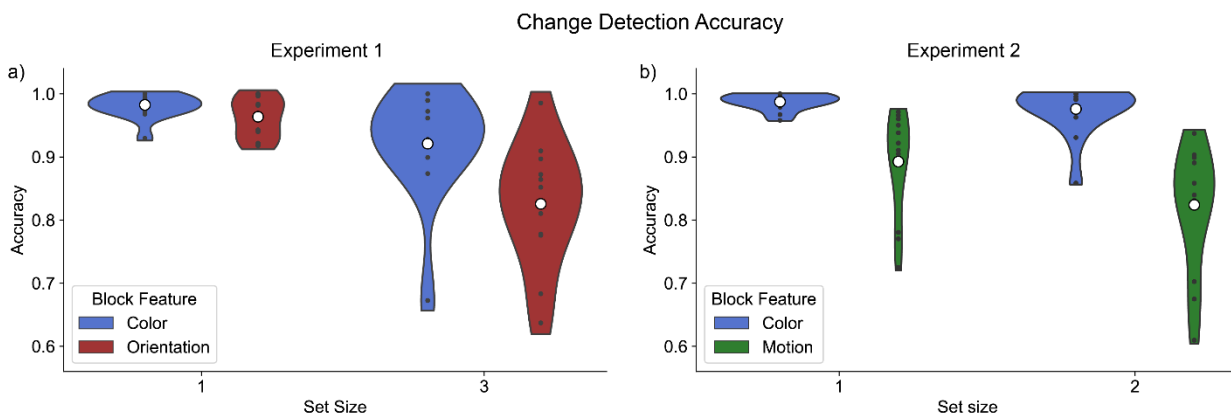 Change Detection Accuracy
Experiment 1
a)
Accuracy
1.0
0.9
0.8
0.7
0.6
Block Feature
Color
Orientation
1
3
Set Size
Experiment 2
b)
Accuracy
1.0
0.9
0.8
0.7
0.6
Block Feature
Color
Motion
1
2
Set size